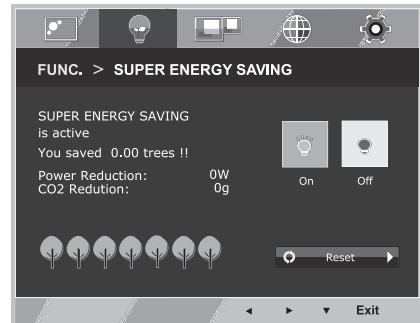 FUNC. > SUPER ENERGY SAVING
SUPER ENERGY SAVING
is active
You saved 0.00 trees !!
Power Reduction: 0W
CO2 Redution: 0g
On Off
Reset
Exit